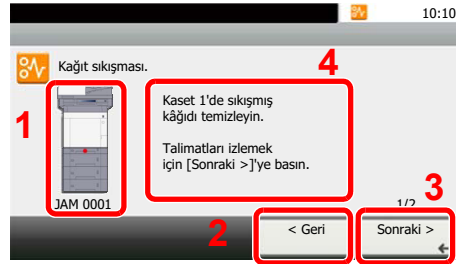 10:10
Kağıt sıkışması.
4
1
Kaset 1'de sıkışmış
kâğıdı temizleyin.
Talimatları izlemek
için [Sonraki >]'ye basın.
JAM 0001
1/2
3
2
< Geri
Sonraki >